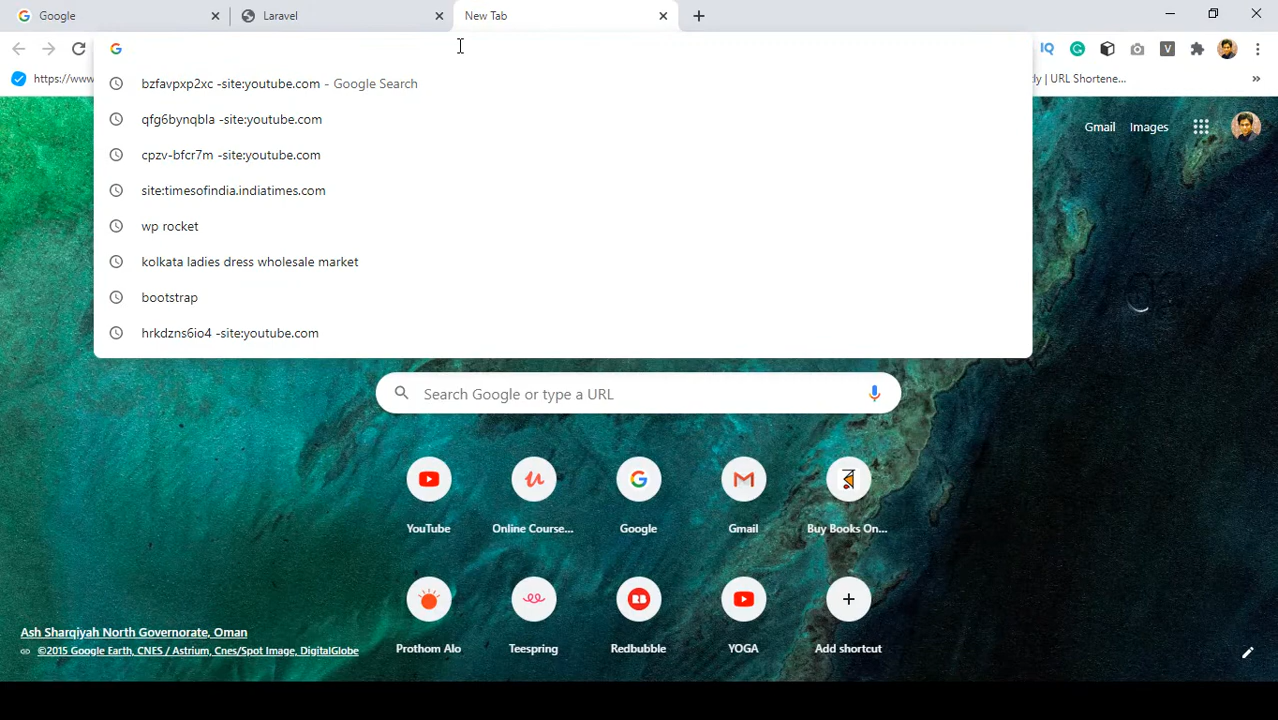 Google
Laravel
New Tab
bzfavpxp2xc -site:youtube.com - Google Search
https://www
dy | URL Shortene...
qfg6bynqbla -site:youtube.com
Gmail
Images
cpzv-bfcr7m -site:youtube.com
site:timesofindia.indiatimes.com
wp rocket
kolkata ladies dress wholesale market
bootstrap
hrkdzns6io4 -site:youtube.com
Search Google or type a URL
YouTube
Online Course...
Google
Gmail
Buy Books On...
Prothom Alo
Teespring
Redbubble
YOGA
Add shortcut
Ash Sharqiyah North Governorate, Oman
©2015 Google Earth, CNES / Astrium, Cnes/Spot Image, DigitalGlobe